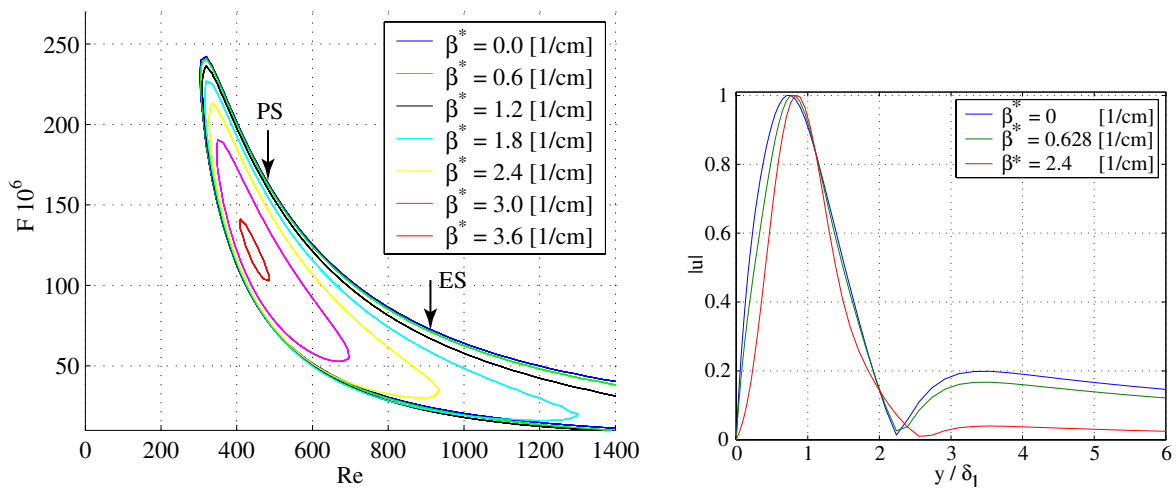 250
200
150
100
50
F 10^6
0
200
400
600
800
1000
1200
1400
Re
PS
ES
β* = 0.0 [1/cm]
β* = 0.6 [1/cm]
β* = 1.2 [1/cm]
β* = 1.8 [1/cm]
β* = 2.4 [1/cm]
β* = 3.0 [1/cm]
β* = 3.6 [1/cm]
1
0.8
0.6
0.4
0.2
0
|u|
0
1
2
3
4
5
6
y / δ_1
β* = 0 [1/cm]
β* = 0.628 [1/cm]
β* = 2.4 [1/cm]